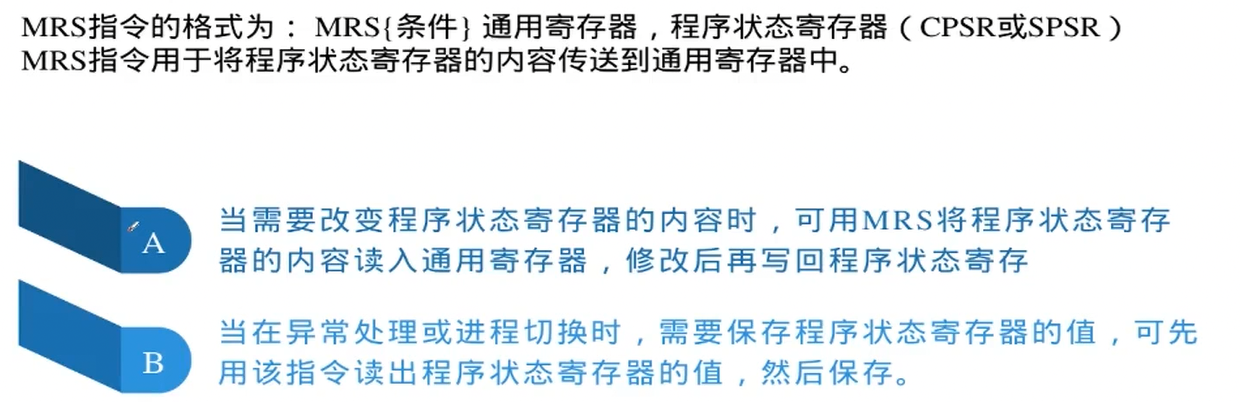 MRS指令的格式为： MRS{条件} 通用寄存器，程序状态寄存器（CPSR或SPSR）
MRS指令用于将程序状态寄存器的内容传送到通用寄存器中。
A
当需要改变程序状态寄存器的内容时，可用MRS将程序状态寄存
器的内容读入通用寄存器，修改后再写回程序状态寄存
B
当在异常处理或进程切换时，需要保存程序状态寄存器的值，可先
用该指令读出程序状态寄存器的值，然后保存。